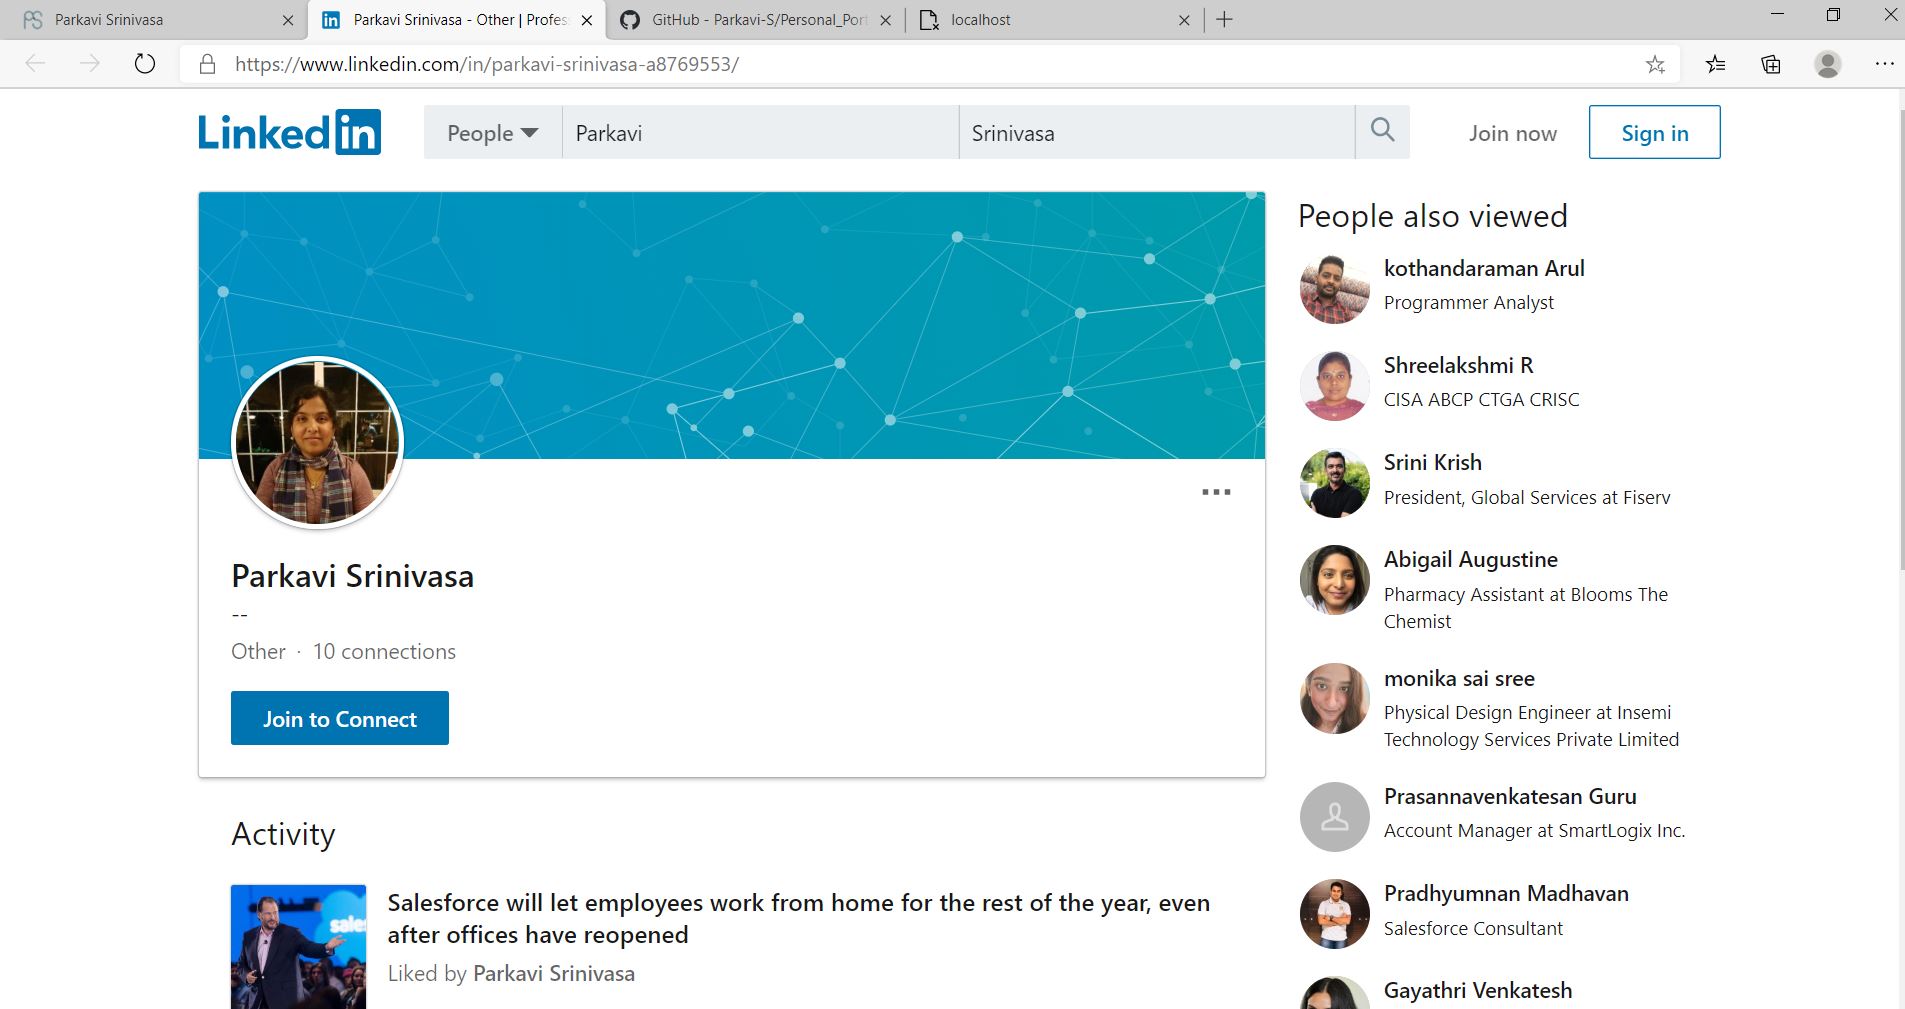 Parkavi Srinivasa
Parkavi Srinivasa - Other | Profes
GitHub - Parkavi-S/Personal_Port
localhost
https://www.linkedin.com/in/parkavi-srinivasa-a8769553/
Linkedin
People
Parkavi
Srinivasa
Join now
Sign in
Parkavi Srinivasa
--
Other · 10 connections
Join to Connect
Activity
Salesforce will let employees work from home for the rest of the year, even
after offices have reopened
Liked by Parkavi Srinivasa
sale
People also viewed
kothandaraman Arul
Programmer Analyst
Shreelakshmi R
CISA ABCP CTGA CRISC
Srini Krish
President, Global Services at Fiserv
Abigail Augustine
Pharmacy Assistant at Blooms The
Chemist
monika sai sree
Physical Design Engineer at Insemi
Technology Services Private Limited
Prasannavenkatesan Guru
Account Manager at SmartLogix Inc.
Pradhyumnan Madhavan
Salesforce Consultant
Gayathri Venkatesh